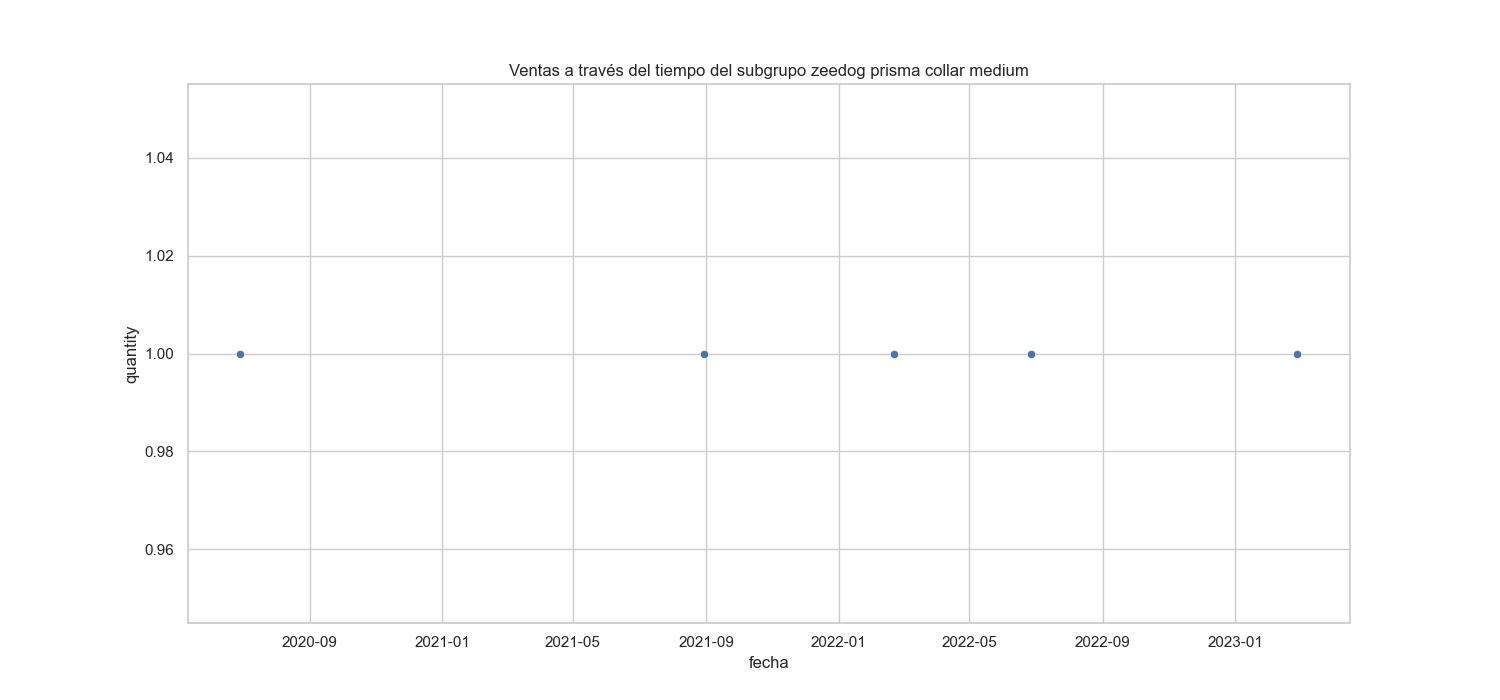 Ventas a través del tiempo del subgrupo zeedog prisma collar medium
quantity
1.04
1.02
1.00
0.98
0.96
2020-09 2021-01 2021-05 2021-09 2022-01 2022-05 2022-09 2023-01
fecha